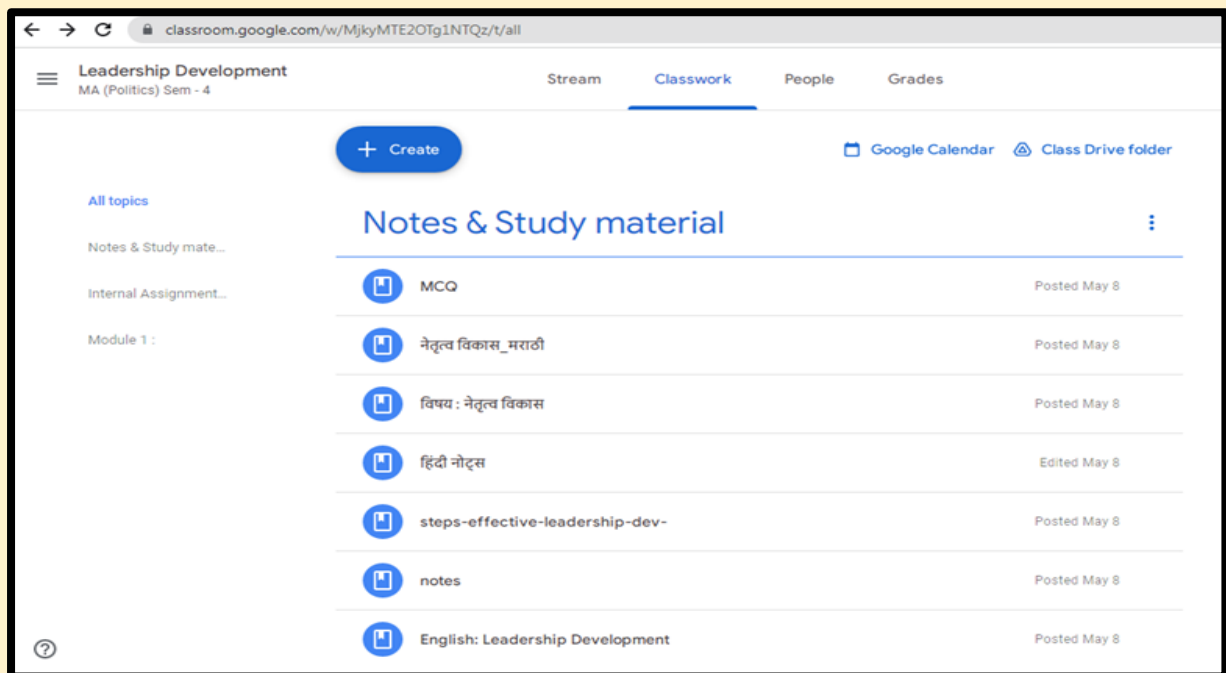 classroom.google.com/w/MjkyMTE2OTg1NTQz/t/all
Leadership Development
MA (Politics) Sem - 4
Stream Classwork People Grades
+ Create
Google Calendar Class Drive folder
All topics
Notes & Study mate...
Internal Assignment...
Module 1 :
Notes & Study material
MCQ Posted May 8
नेतृत्व विकास_मराठी Posted May 8
विषय : नेतृत्व विकास Posted May 8
हिंदी नोट्स Edited May 8
steps-effective-leadership-dev- Posted May 8
notes Posted May 8
English: Leadership Development Posted May 8